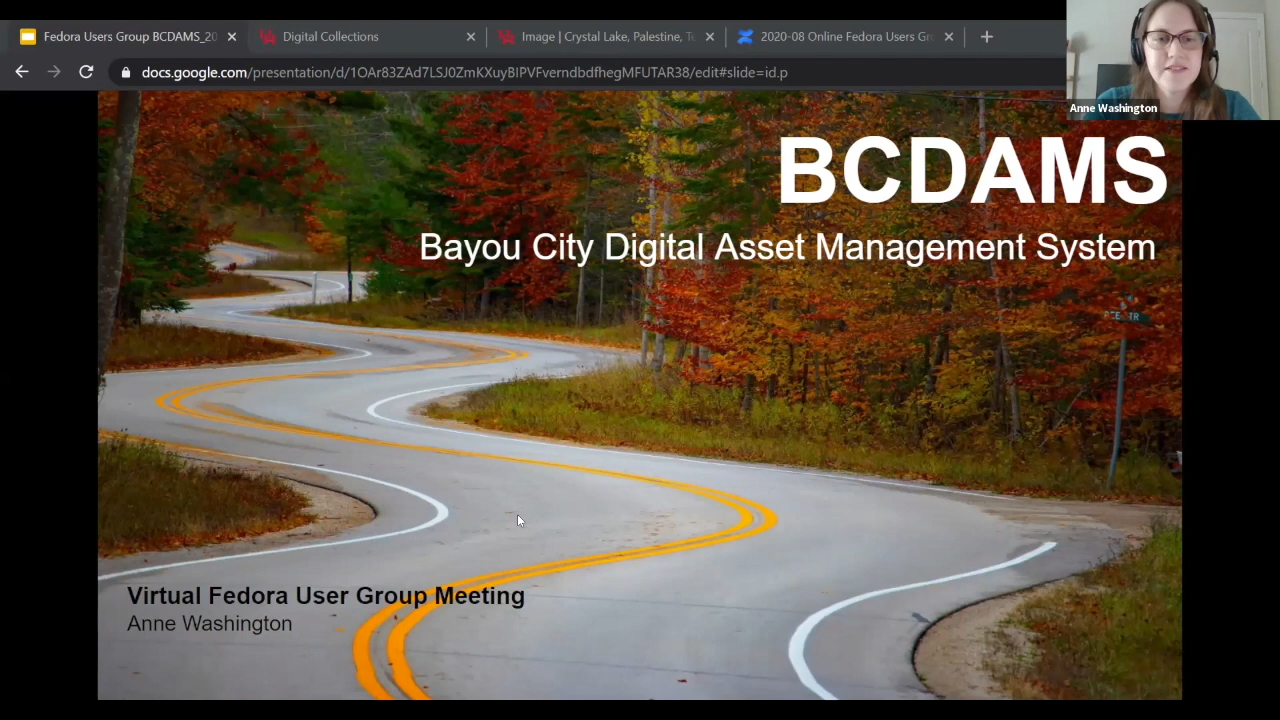 Fedora Users Group BCDAMS_20
Digital Collections
Image | Crystal Lake, Palestine, Te
2020-08 Online Fedora Users Gro
docs.google.com/presentation/d/1OAr83ZAd7LSJ0ZmKXuyBIPVFverndbdfhegMFUTAR38/edit#slide=id.p
Anne Washington
BCDAMS
Bayou City Digital Asset Management System
Virtual Fedora User Group Meeting
Anne Washington